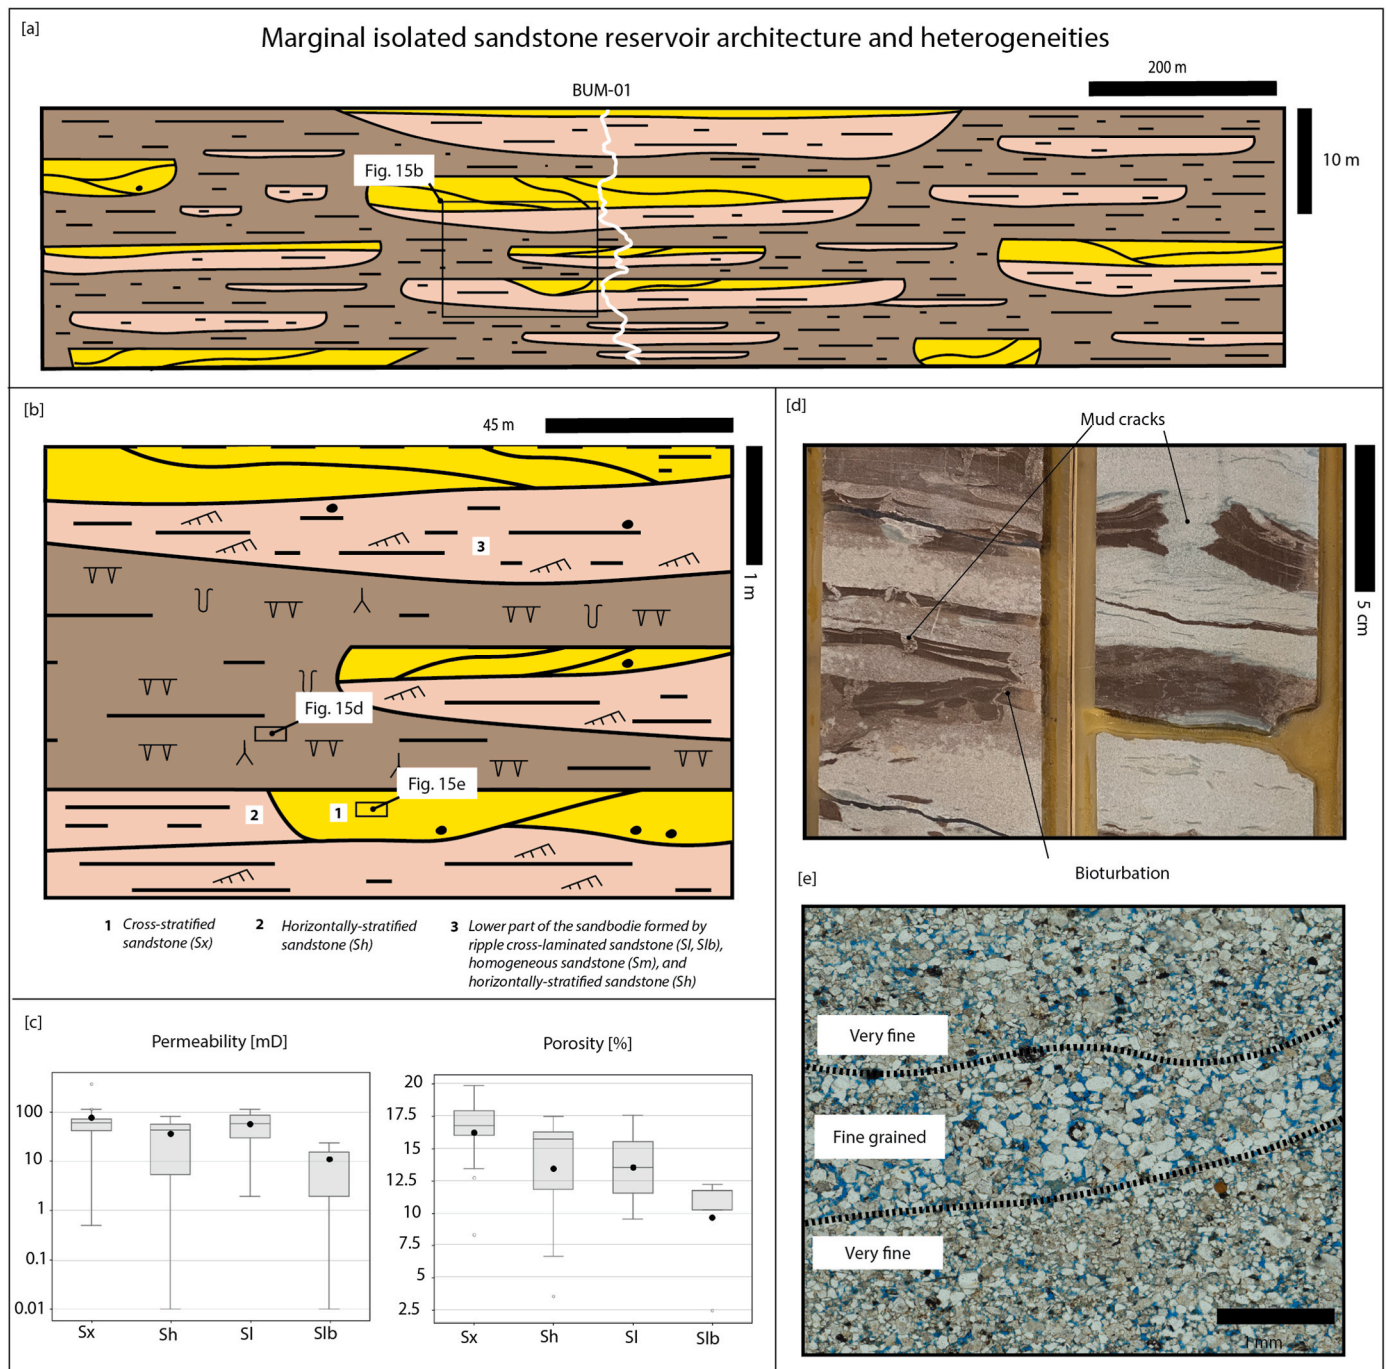 [a]
Marginal isolated sandstone reservoir architecture and heterogeneities
BUM-01
200 m
10 m
Fig. 15b
[b]
45 m
1 m
3
Fig. 15d
Fig. 15e
2
1
1 Cross-stratified
sandstone (Sx)
2 Horizontally-stratified
sandstone (Sh)
3 Lower part of the sandbodie formed by
ripple cross-laminated sandstone (Sl, Slb),
homogeneous sandstone (Sm), and
horizontally-stratified sandstone (Sh)
[c]
Permeability [mD]
100
10
1
0.1
0.01
Sx
Sh
Sl
Slb
Porosity [%]
20
17.5
15
12.5
10
7.5
5
2.5
Sx
Sh
Sl
Slb
[d]
Mud cracks
5 cm
Bioturbation
[e]
Very fine
Fine grained
Very fine
1 mm